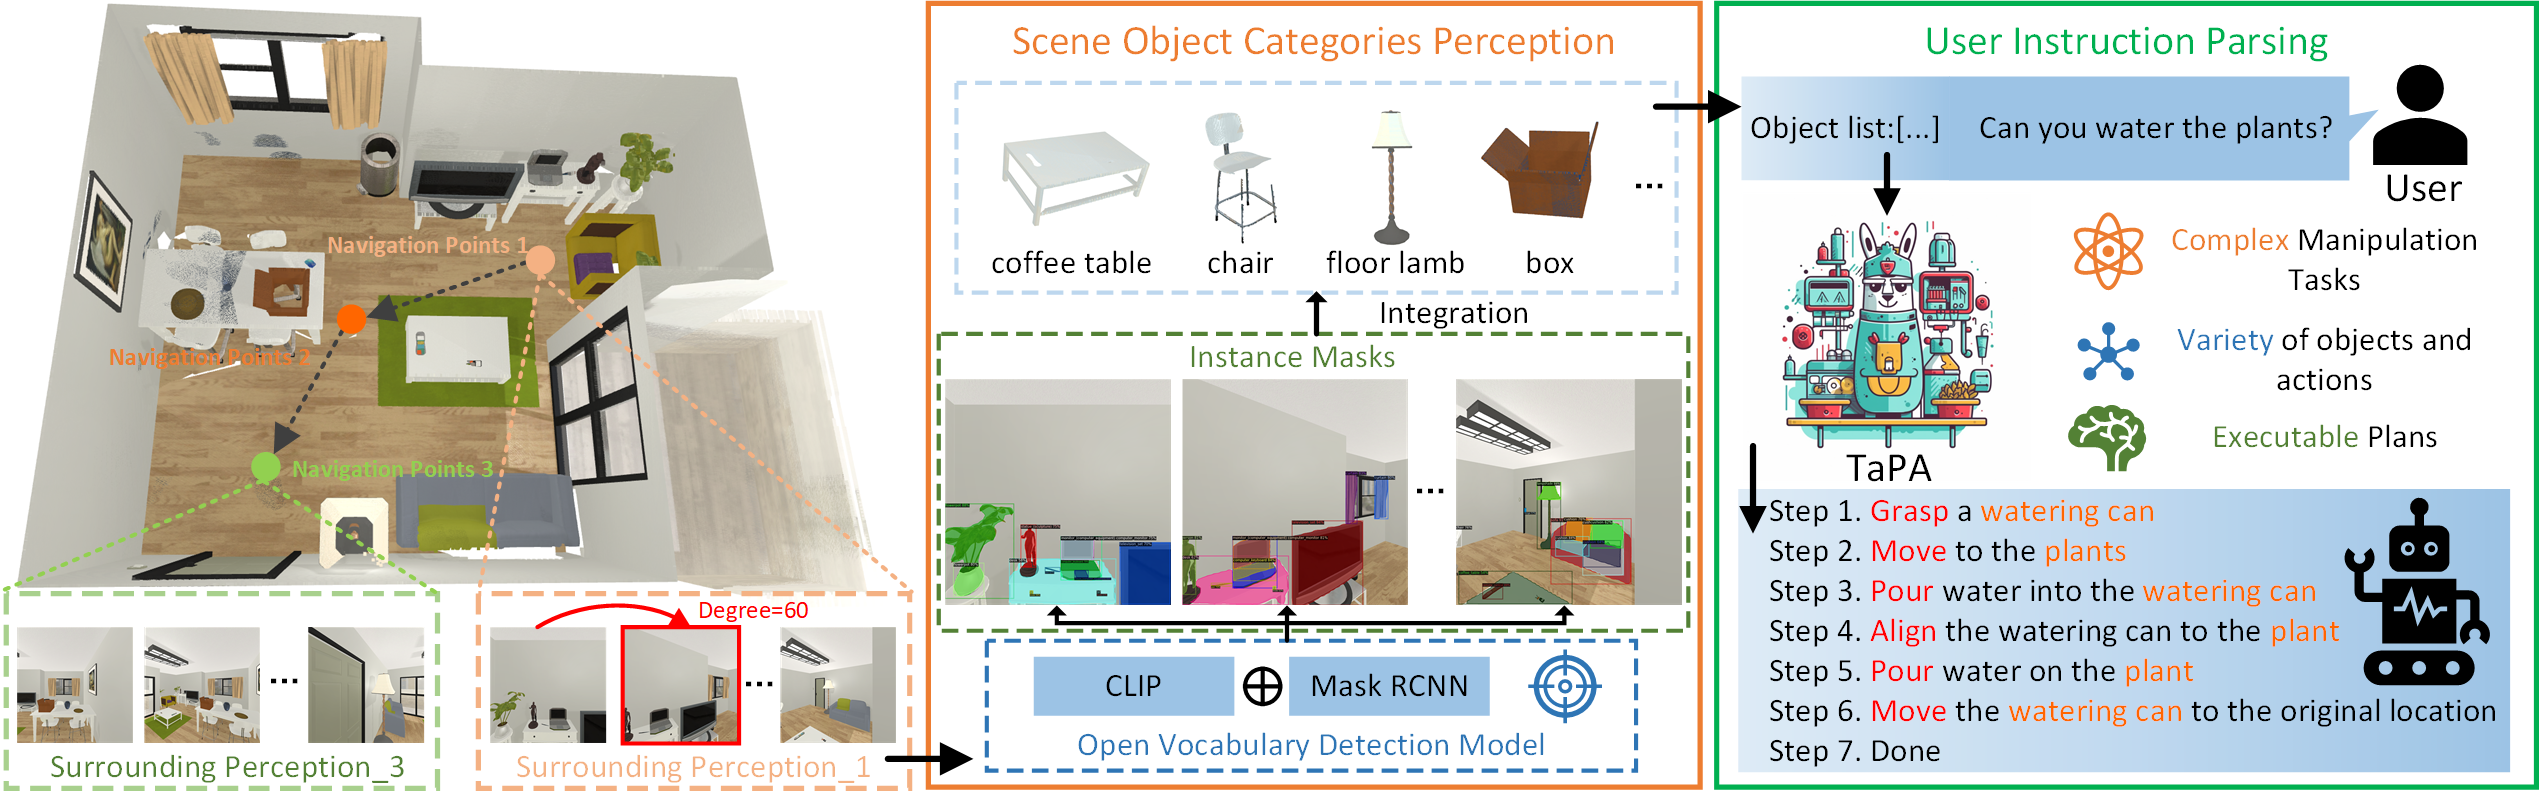 Navigation Points 1
Navigation Points 2
Navigation Points 3
Degree=60
Surrounding Perception_3
Surrounding Perception_1
Scene Object Categories Perception
coffee table
chair
floor lamb
box
...
Integration
Instance Masks
...
CLIP
Mask RCNN
Open Vocabulary Detection Model
User Instruction Parsing
Object list:[...]
Can you water the plants?
User
Complex Manipulation
Tasks
Variety of objects and
actions
Executable Plans
TaPA
Step 1. Grasp a watering can
Step 2. Move to the plants
Step 3. Pour water into the watering can
Step 4. Align the watering can to the plant
Step 5. Pour water on the plant
Step 6. Move the watering can to the original location
Step 7. Done